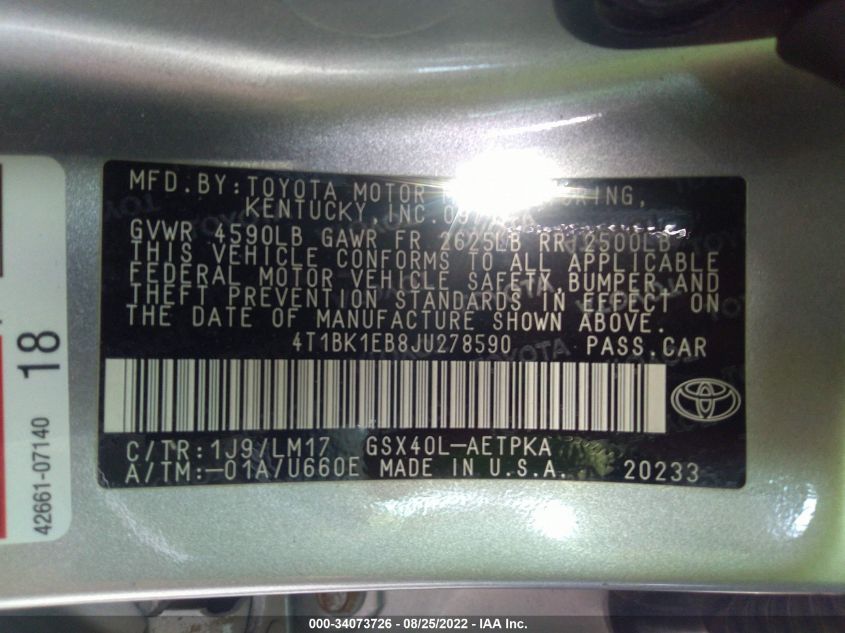 MFD.BY:TOYOTA MOTOR
KENTUCKY, INC.
GVWR 4590LB GAWR FR 2625LB RR 2500LB
THIS VEHICLE CONFORMS TO ALL APPLICABLE
FEDERAL MOTOR VEHICLE SAFETY,BUMPER,AND
THEFT PREVENTION STANDARDS IN EFFECT ON
THE DATE OF MANUFACTURE SHOWN ABOVE.
4T1BK1EB8JU278590 PASS.CAR
C/TR:1J9/LM17 GSX40L-AETPKA
A/TM:-01A/U660E MADE IN U.S.A. 20233
18
42661-07140
000-34073726 - 08/25/2022 - IAA Inc.